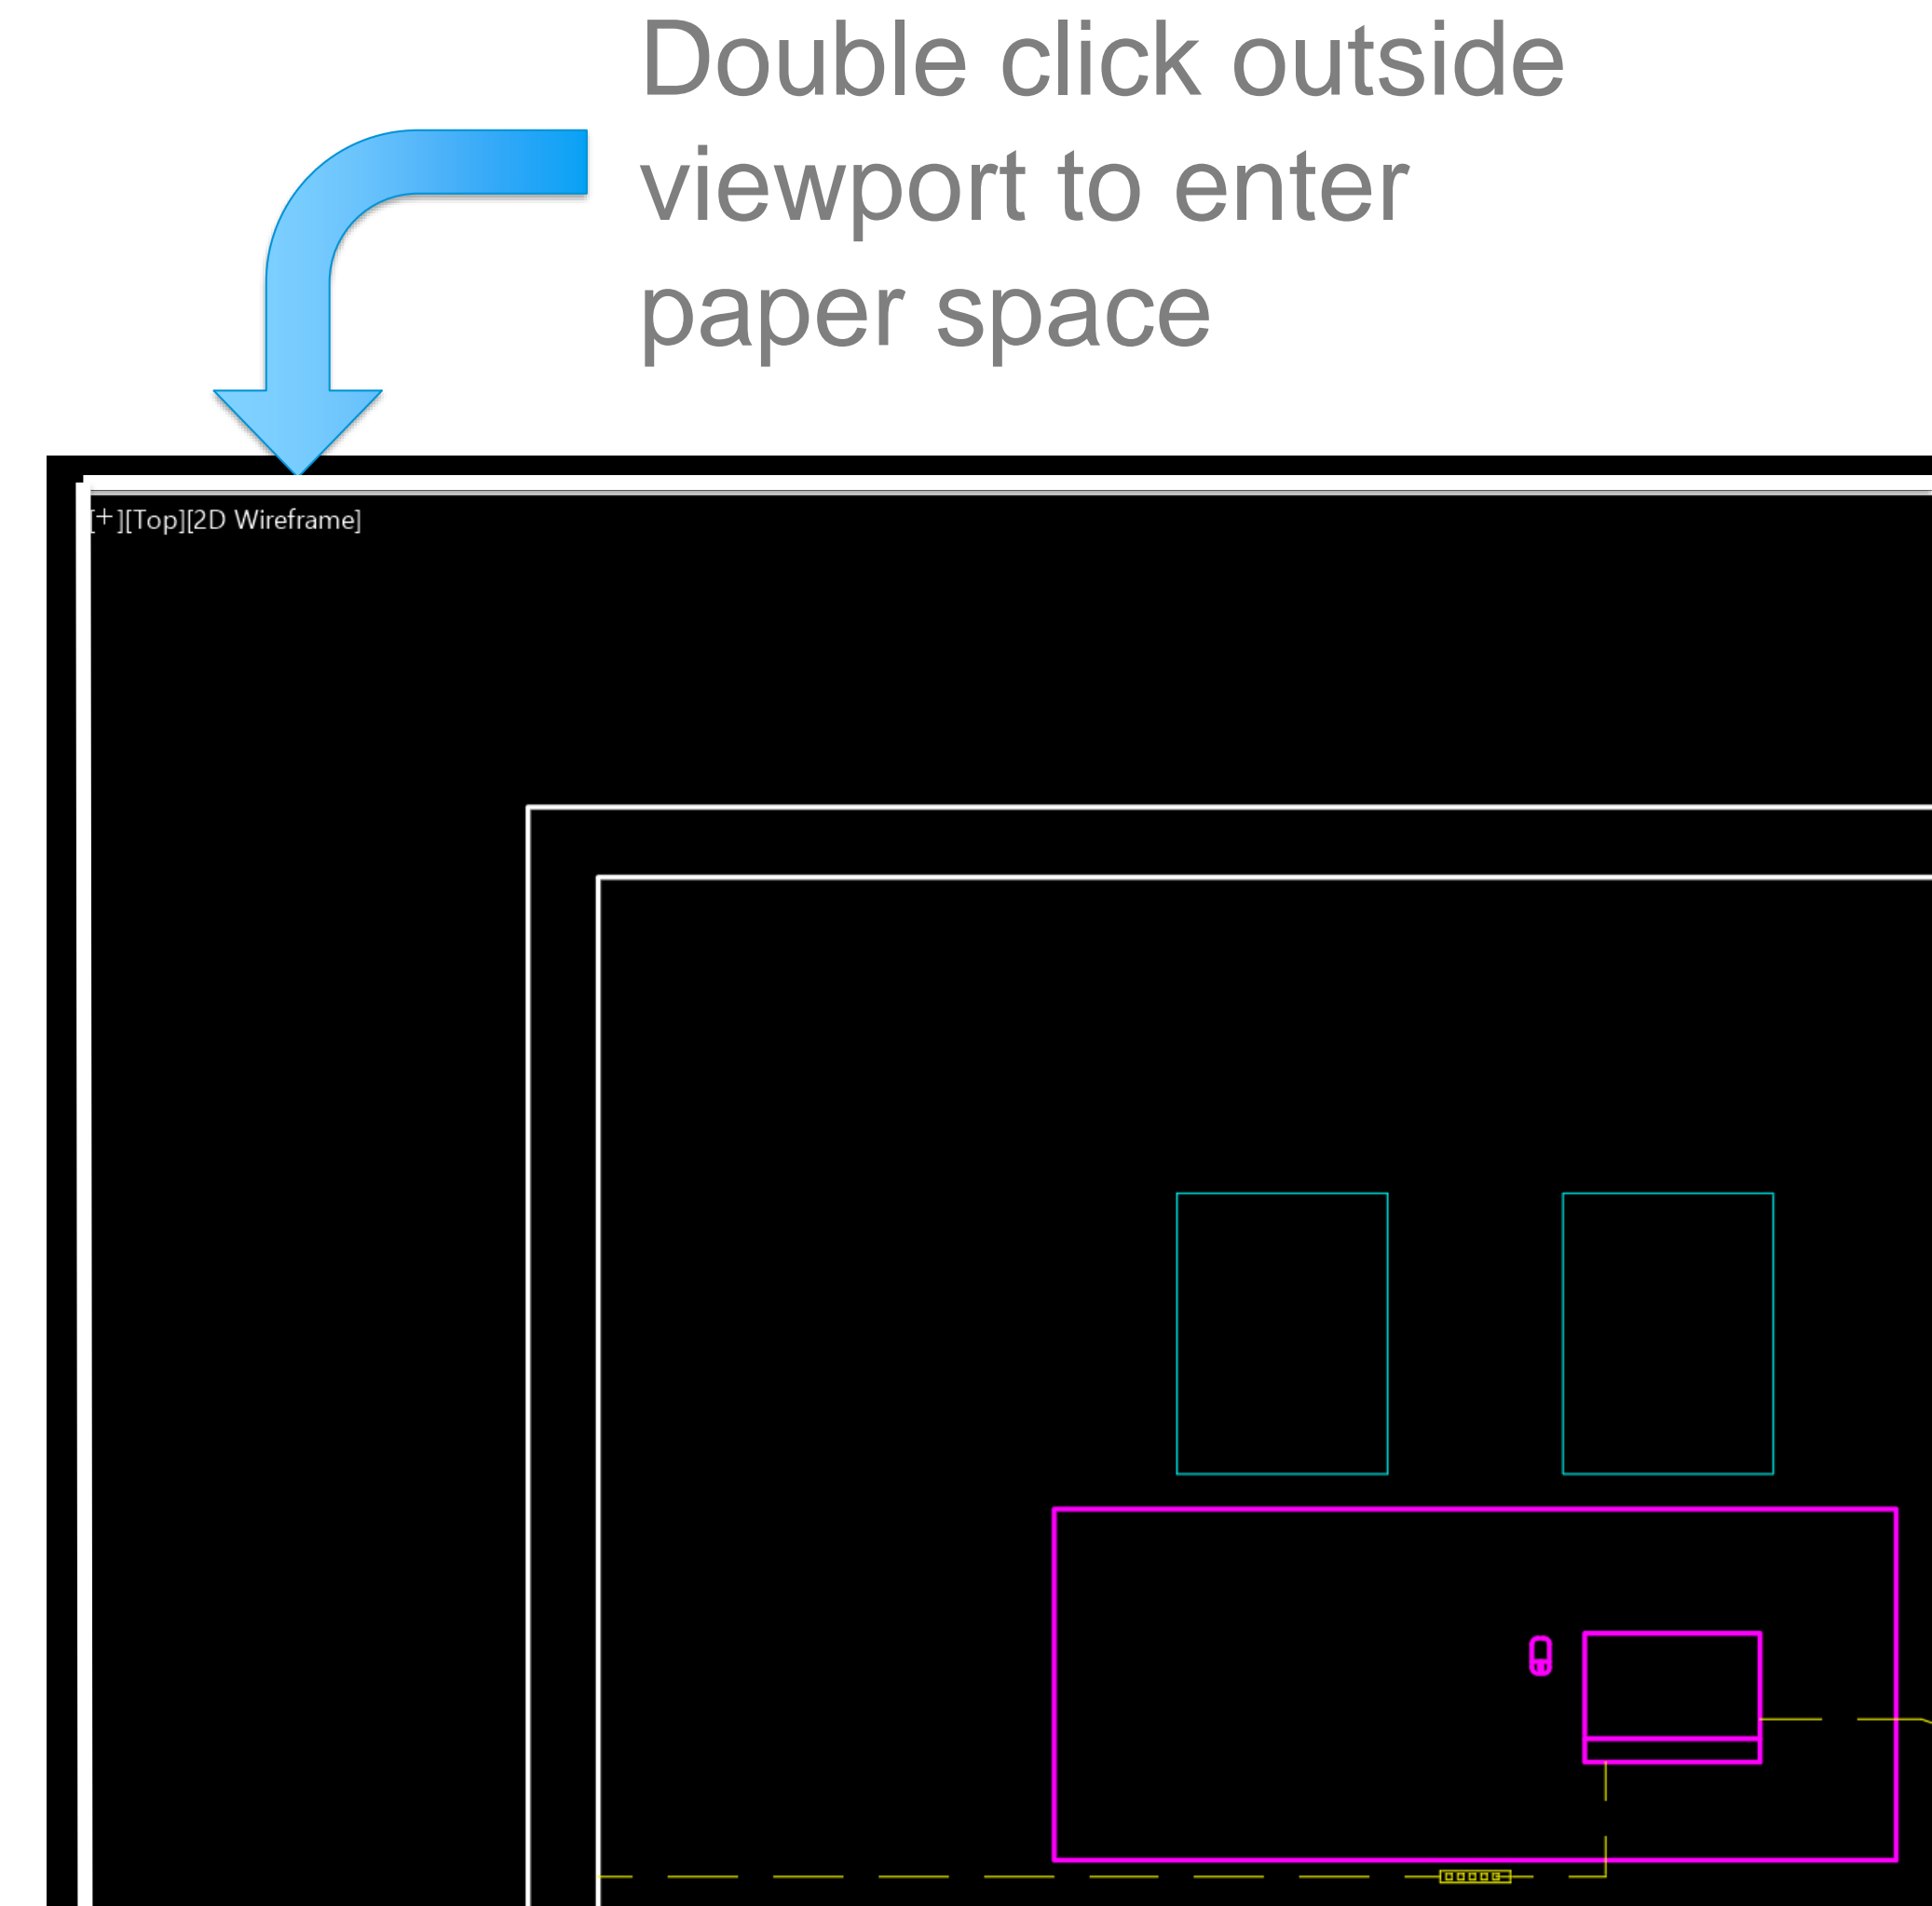 Double click outside
viewport to enter
paper space
[+][Top][2D Wireframe]